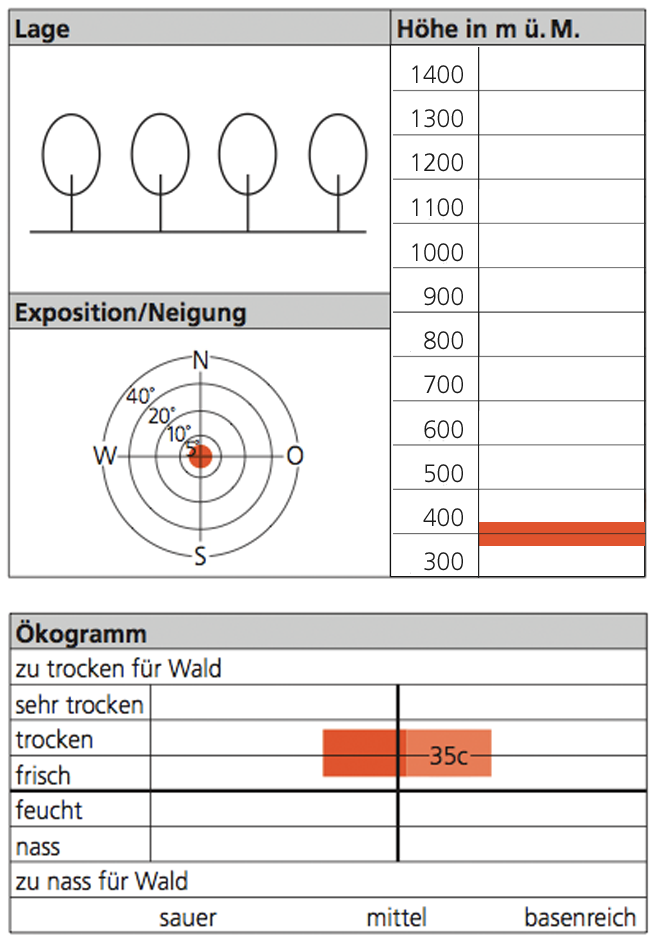 Lage
Exposition/Neigung
N
40°
20°
10°
5°
W
O
S
Höhe in m ü. M.
1400
1300
1200
1100
1000
900
800
700
600
500
400
300
Ökogramm
zu trocken für Wald
sehr trocken
trocken
35c
frisch
feucht
nass
zu nass für Wald
sauer mittel basenreich